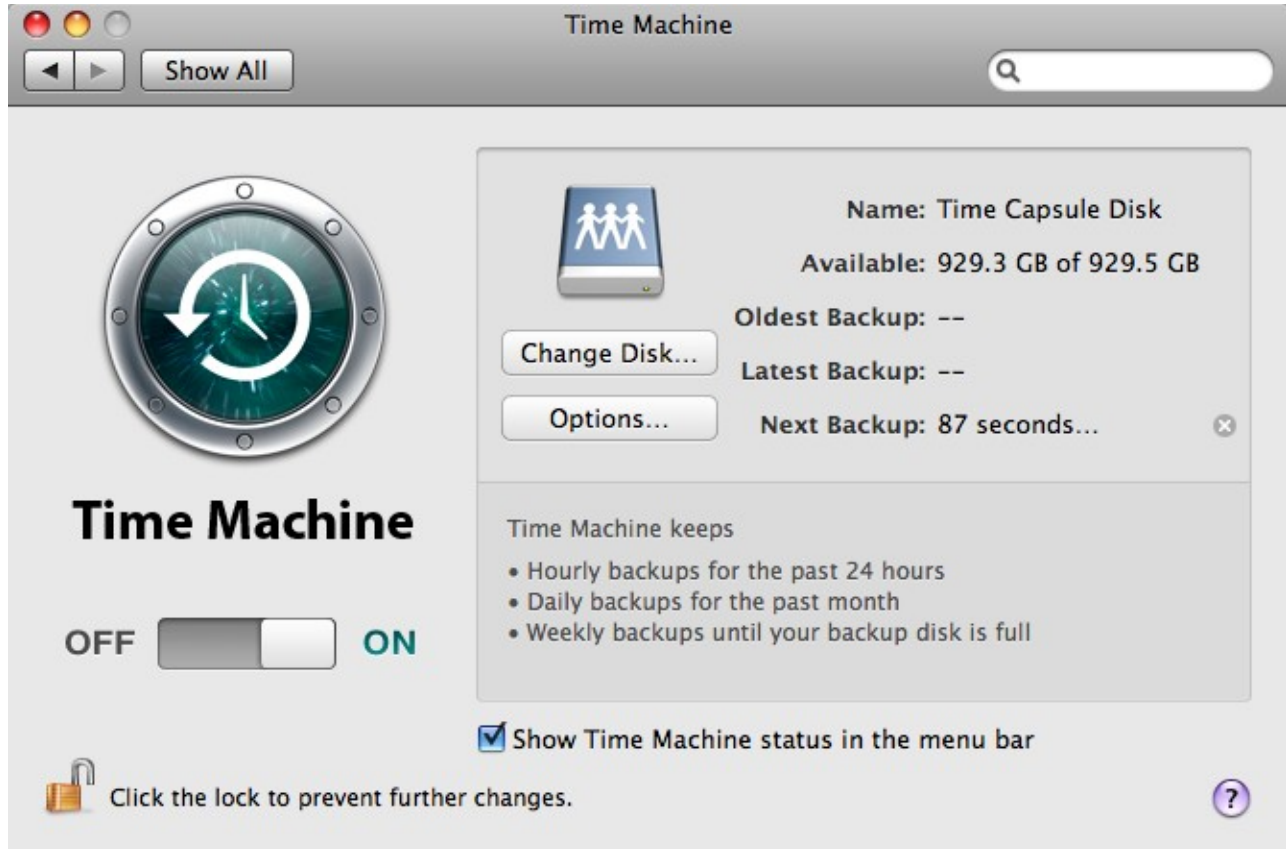 Time Machine
Show All
Name: Time Capsule Disk
Available: 929.3 GB of 929.5 GB
Oldest Backup: --
Change Disk...
Latest Backup: --
Options...
Next Backup: 87 seconds...
Time Machine
Time Machine keeps
• Hourly backups for the past 24 hours
• Daily backups for the past month
• Weekly backups until your backup disk is full
OFF ON
Show Time Machine status in the menu bar
Click the lock to prevent further changes.
?